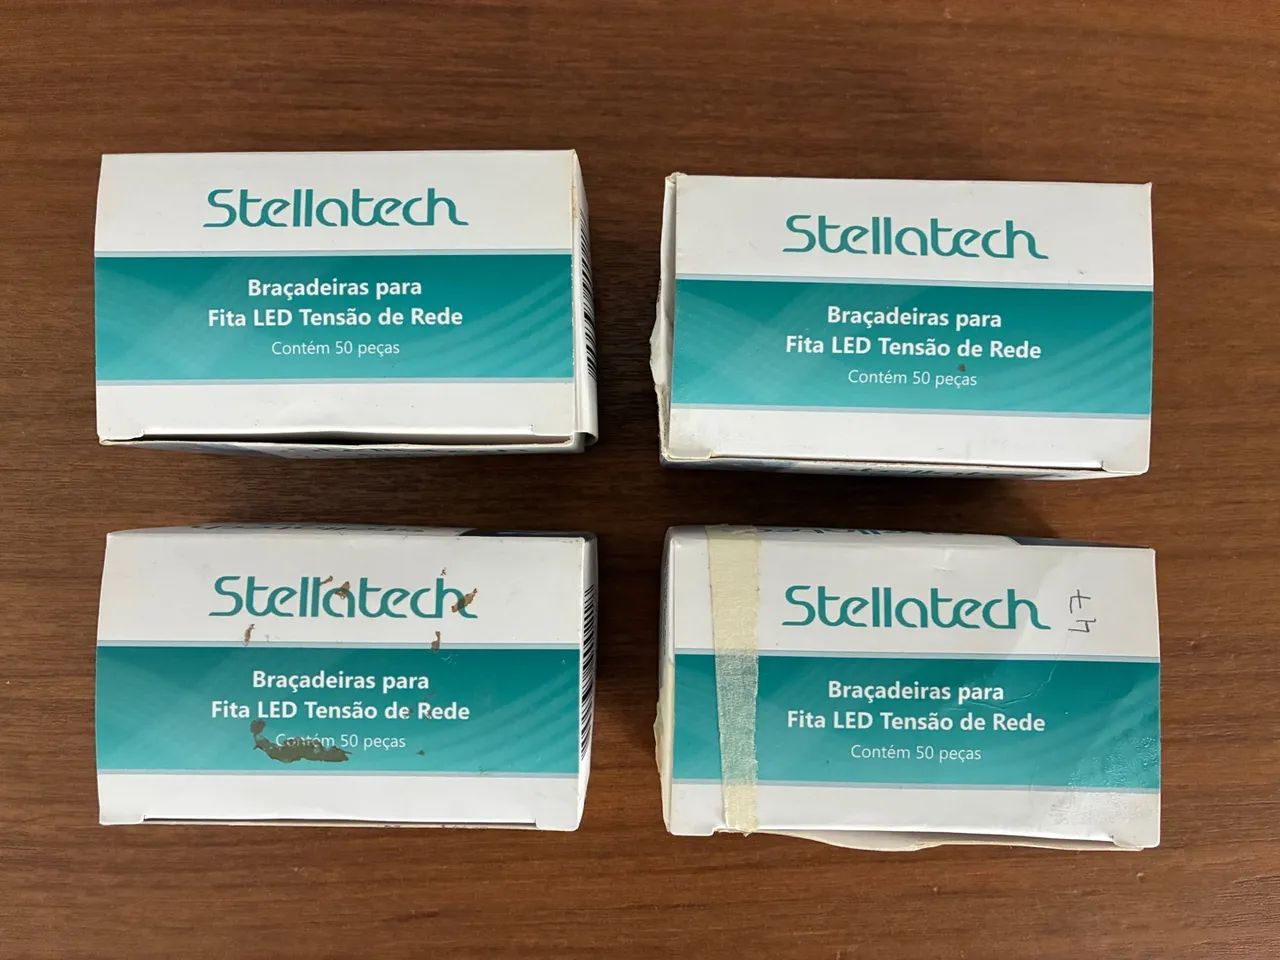 Stellatech
Braçadeiras para
Fita LED Tensão de Rede
Contém 50 peças
Stellatech
Braçadeiras para
Fita LED Tensão de Rede
Contém 50 peças
Stellatech
Braçadeiras para
Fita LED Tensão de Rede
Contém 50 peças
Stellatech
47
Braçadeiras para
Fita LED Tensão de Rede
Contém 50 peças